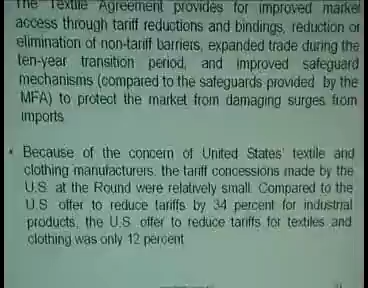 The Textile Agreement provides for improved market
access through tariff reductions and bindings, reduction or
elimination of non-tariff barriers, expanded trade during the
ten-year transition period, and improved safeguard
mechanisms (compared to the safeguards provided by the
MFA) to protect the market from damaging surges from
imports
• Because of the concern of United States' textile and
clothing manufacturers, the tariff concessions made by the
U.S. at the Round were relatively small. Compared to the
U.S. offer to reduce tariffs by 34 percent for industrial
products, the U.S. offer to reduce tariffs for textiles and
clothing was only 12 percent